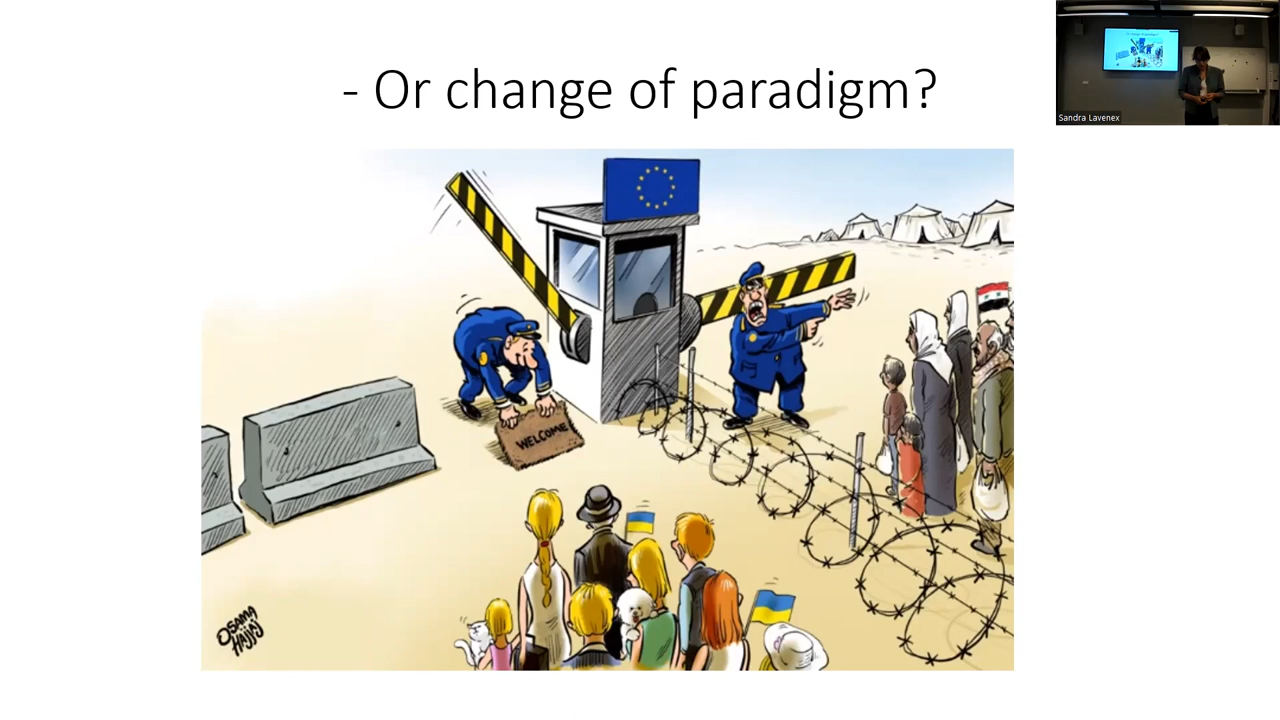 - Or change of paradigm?
Sandra Lavenex
WELCOME
OSAMA
HAJJAJ